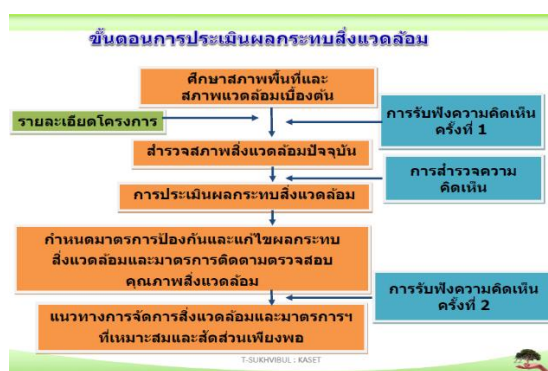 ขั้นตอนการประเมินผลกระทบสิ่งแวดล้อม
ศึกษาสภาพพื้นที่และ
สภาพแวดล้อมเบื้องต้น
รายละเอียดโครงการ
การรับฟังความคิดเห็น
ครั้งที่ 1
สำรวจสภาพสิ่งแวดล้อมปัจจุบัน
การสำรวจความ
คิดเห็น
การประเมินผลกระทบสิ่งแวดล้อม
กำหนดมาตรการป้องกันและแก้ไขผลกระทบ
สิ่งแวดล้อมและมาตรการติดตามตรวจสอบ
คุณภาพสิ่งแวดล้อม
การรับฟังความคิดเห็น
ครั้งที่ 2
แนวทางการจัดการสิ่งแวดล้อมและมาตรการฯ
ที่เหมาะสมและสัดส่วนเพียงพอ
T-SUKHVIBUL : KASET